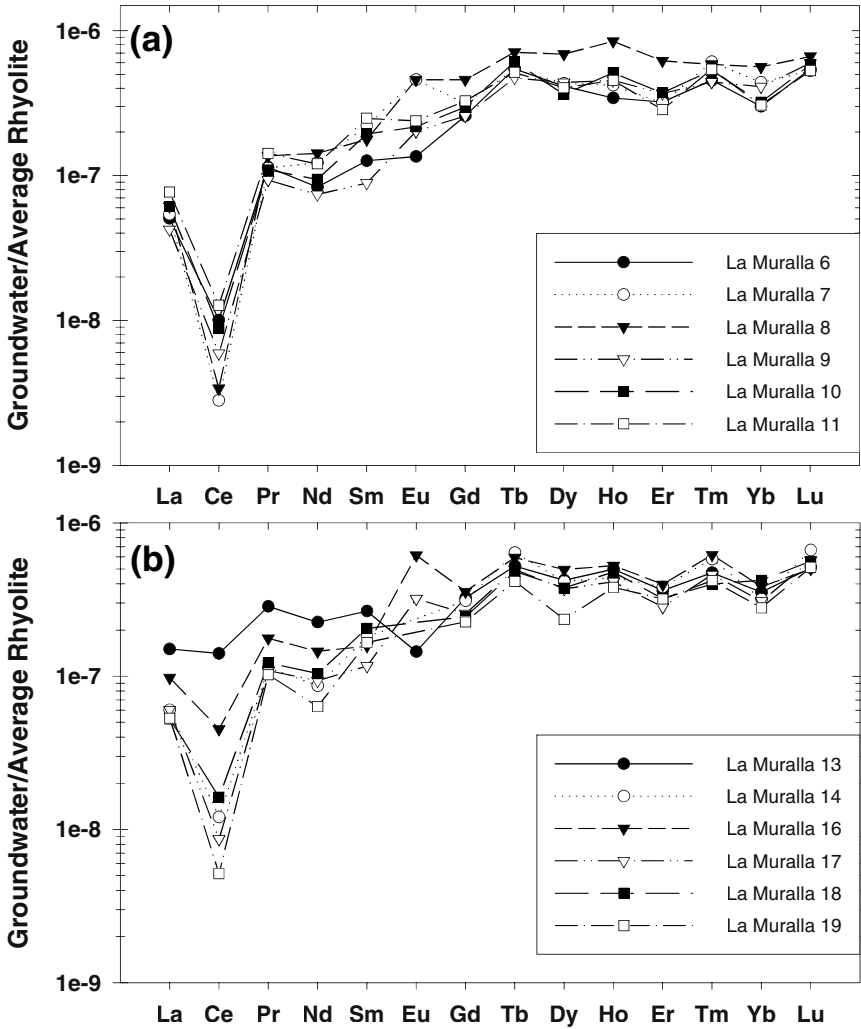 (a)
Groundwater/Average Rhyolite
1e-6
1e-7
1e-8
1e-9
La Muralla 6
La Muralla 7
La Muralla 8
La Muralla 9
La Muralla 10
La Muralla 11
La Ce Pr Nd Sm Eu Gd Tb Dy Ho Er Tm Yb Lu
(b)
Groundwater/Average Rhyolite
1e-6
1e-7
1e-8
1e-9
La Muralla 13
La Muralla 14
La Muralla 16
La Muralla 17
La Muralla 18
La Muralla 19
La Ce Pr Nd Sm Eu Gd Tb Dy Ho Er Tm Yb Lu